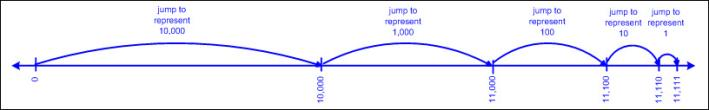 jump to
represent
10,000
jump to
represent
1,000
jump to
represent
100
jump to
represent
10
jump to
represent
1
0
10,000
11,000
11,100
11,110
11,111